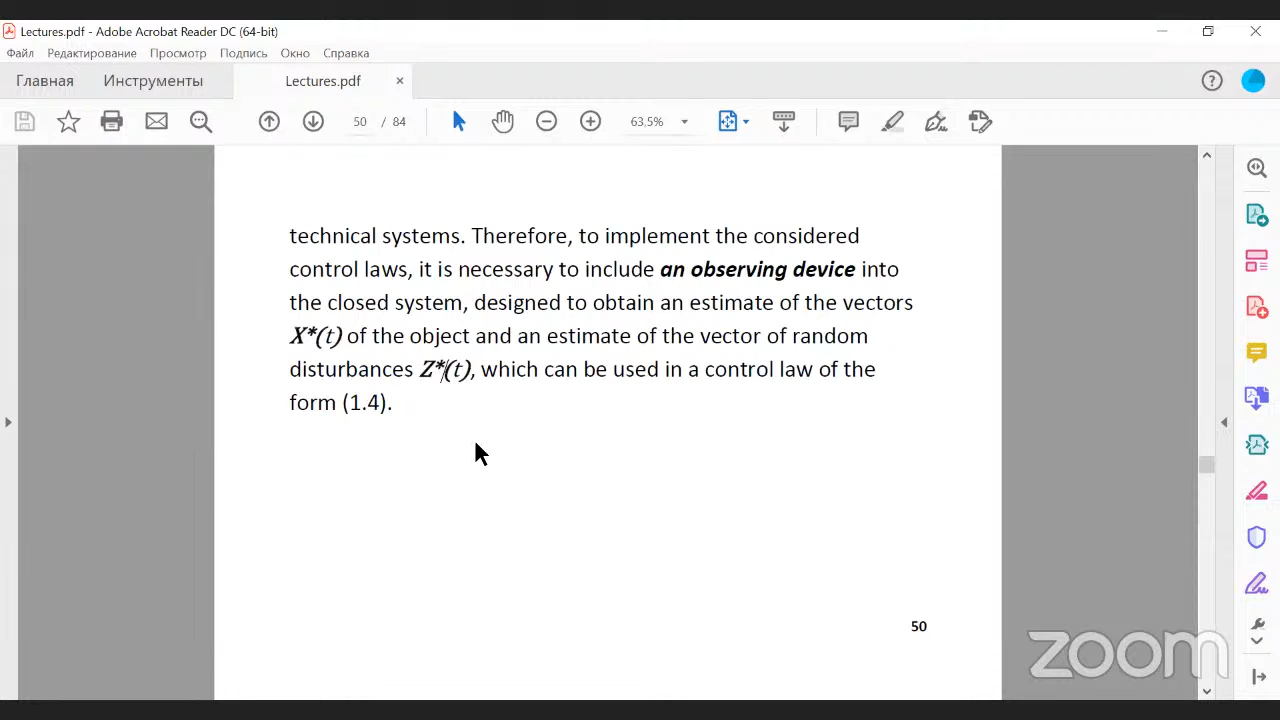 Lectures.pdf - Adobe Acrobat Reader DC (64-bit)
Файл Редактирование Просмотр Подпись Окно Справка
Главная Инструменты Lectures.pdf ×
50 / 84 63,5%
technical systems. Therefore, to implement the considered
control laws, it is necessary to include an observing device into
the closed system, designed to obtain an estimate of the vectors
X*(t) of the object and an estimate of the vector of random
disturbances Z*(t), which can be used in a control law of the
form (1.4).
50
zoom